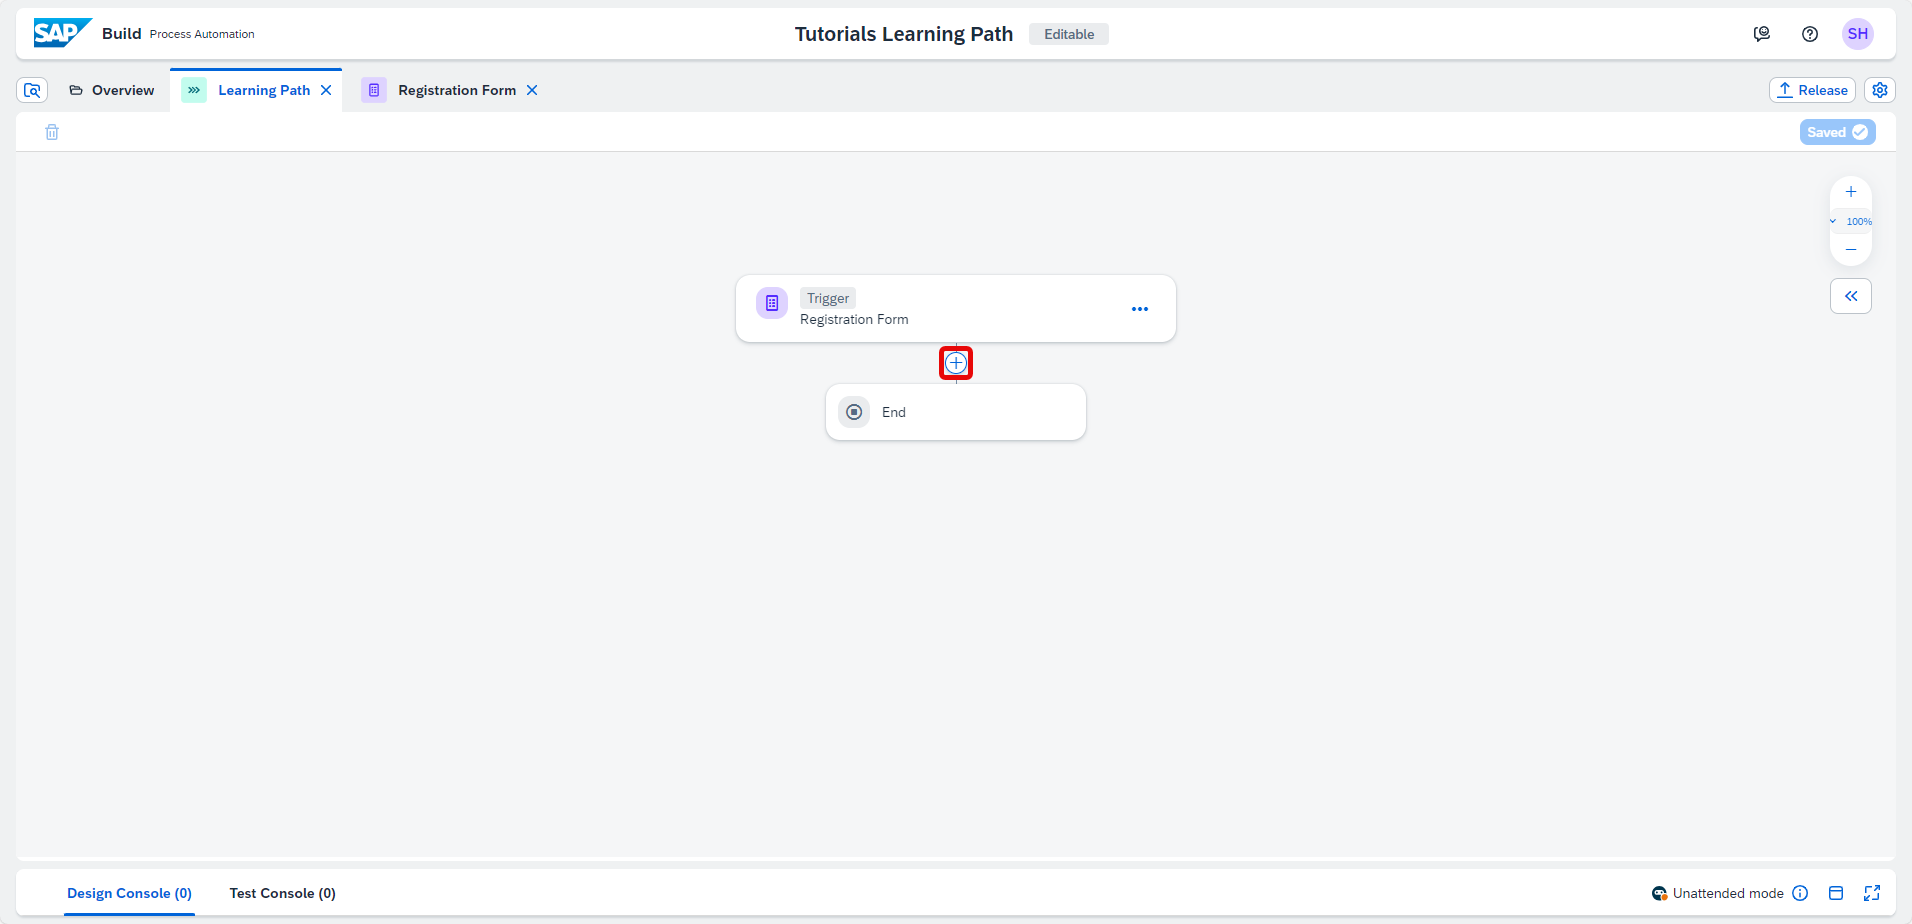 SAP Build Process Automation
Tutorials Learning Path Editable
SH
Overview
Learning Path
Registration Form
Release
Saved
100%
Trigger
Registration Form
End
Design Console (0)
Test Console (0)
Unattended mode